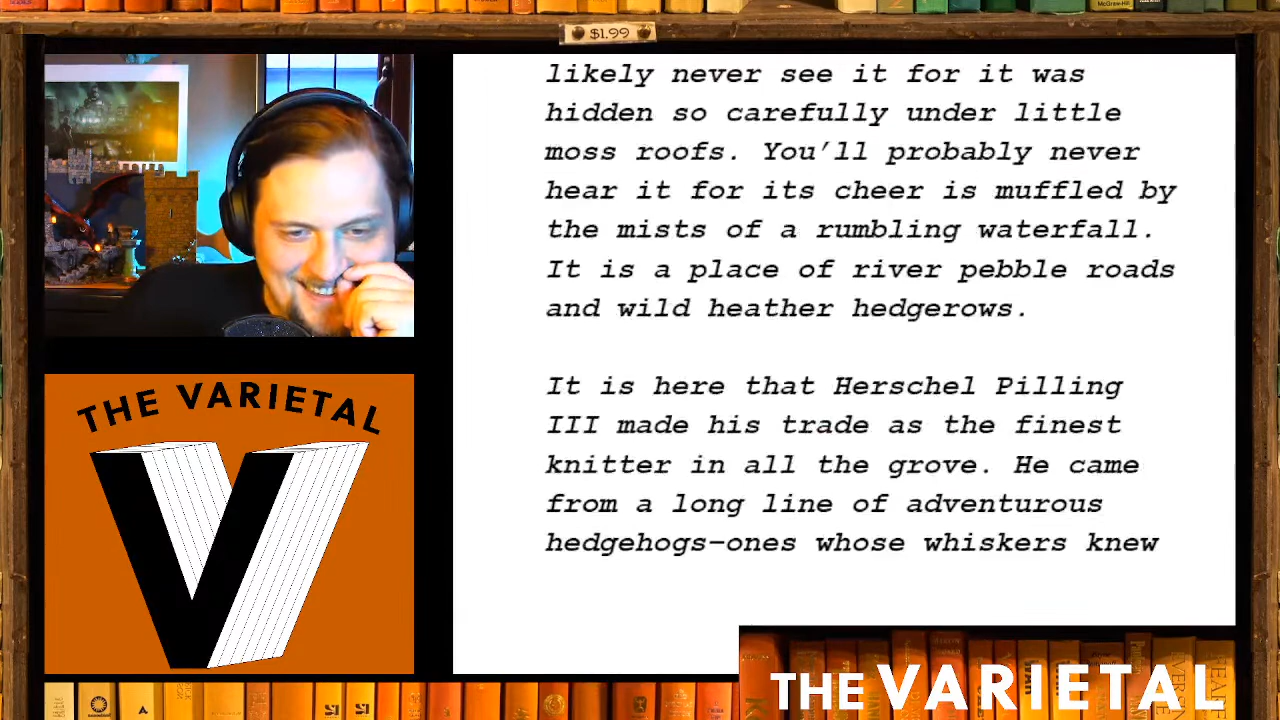 $1.99
likely never see it for it was
hidden so carefully under little
moss roofs. You'll probably never
hear it for its cheer is muffled by
the mists of a rumbling waterfall.
It is a place of river pebble roads
and wild heather hedgerows.
It is here that Herschel Pilling
III made his trade as the finest
knitter in all the grove. He came
from a long line of adventurous
hedgehogs–ones whose whiskers knew
THE VARIETAL
V
THE VARIETAL